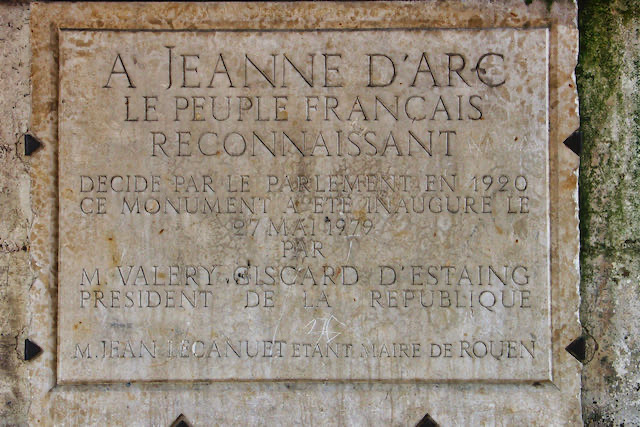 A JEANNE D'ARC
LE PEUPLE FRANÇAIS
RECONNAISSANT
DECIDE PAR LE PARLEMENT EN 1920
CE MONUMENT A ETE INAUGURE LE
27 MAI 1979
PAR
M. VALERY GISCARD D'ESTAING
PRESIDENT DE LA REPUBLIQUE
M. JEAN LECANUET ETANT MAIRE DE ROUEN